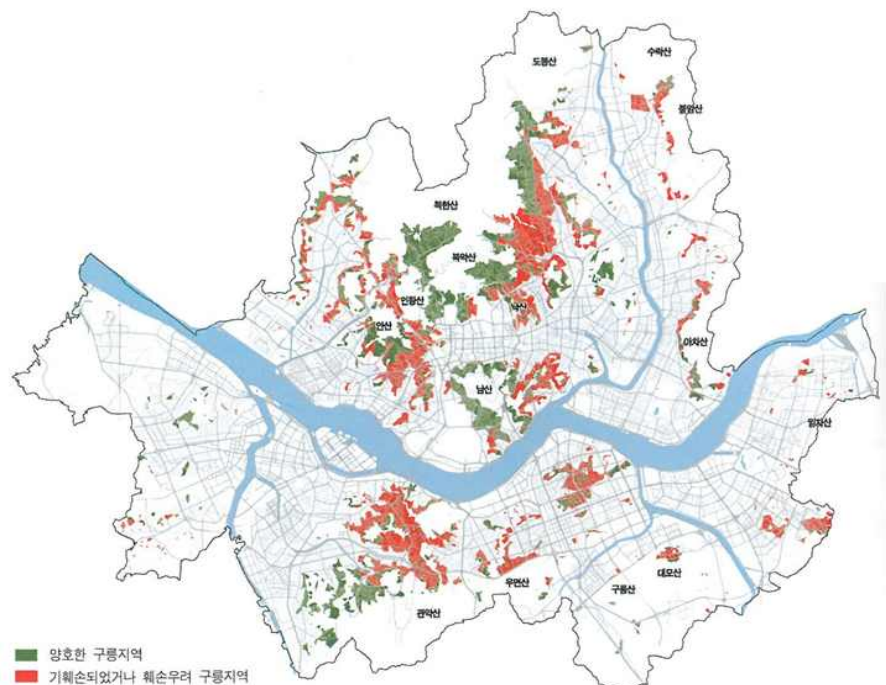 도봉산
수락산
불암산
북한산
북악산
인왕산
낙산
안산
아차산
남산
일자산
대모산
우면산
구룡산
관악산
양호한 구릉지역
기훼손되었거나 훼손우려 구릉지역